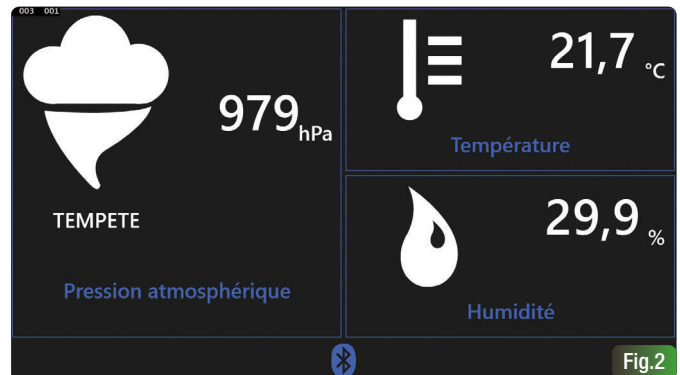 003 001
979 hPa
TEMPETE
Pression atmosphérique
21,7 °C
Température
29,9 %
Humidité
Fig.2